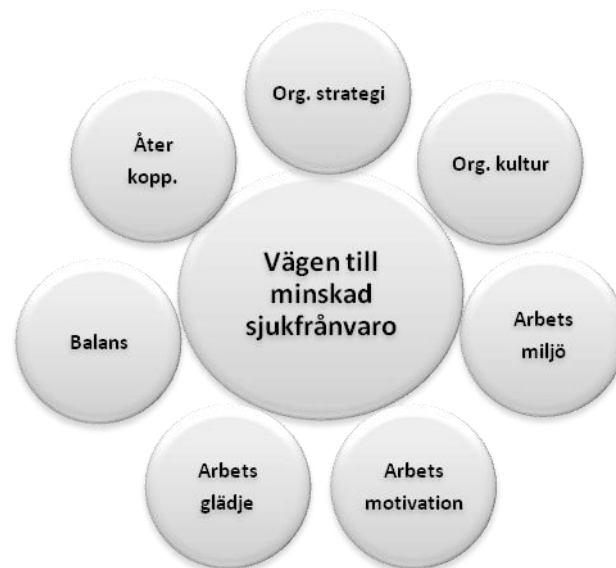 Org. strategi
Org. kultur
Arbets
miljö
Arbets
motivation
Arbets
glädje
Balans
Åter
kopp.
Vägen till
minskad
sjukfrånvaro